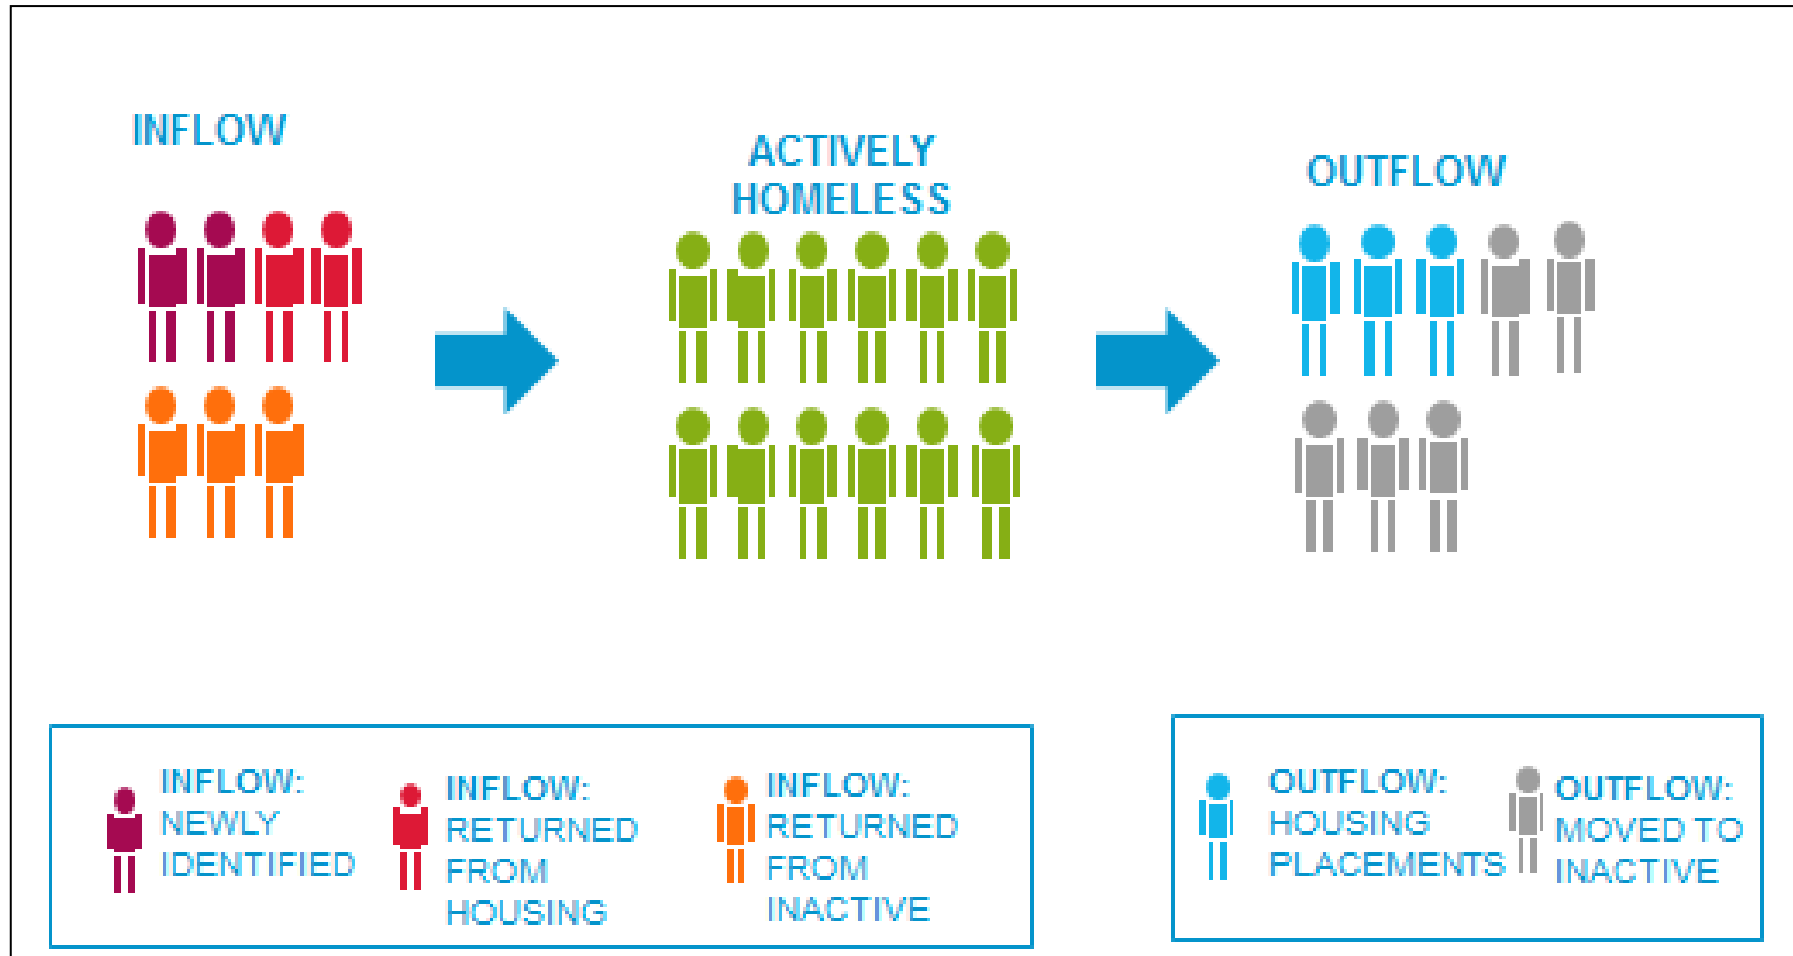 INFLOW
ACTIVELY
HOMELESS
OUTFLOW
INFLOW:
NEWLY
IDENTIFIED
INFLOW:
RETURNED
FROM
HOUSING
INFLOW:
RETURNED
FROM
INACTIVE
OUTFLOW:
HOUSING
PLACEMENTS
OUTFLOW:
MOVED TO
INACTIVE